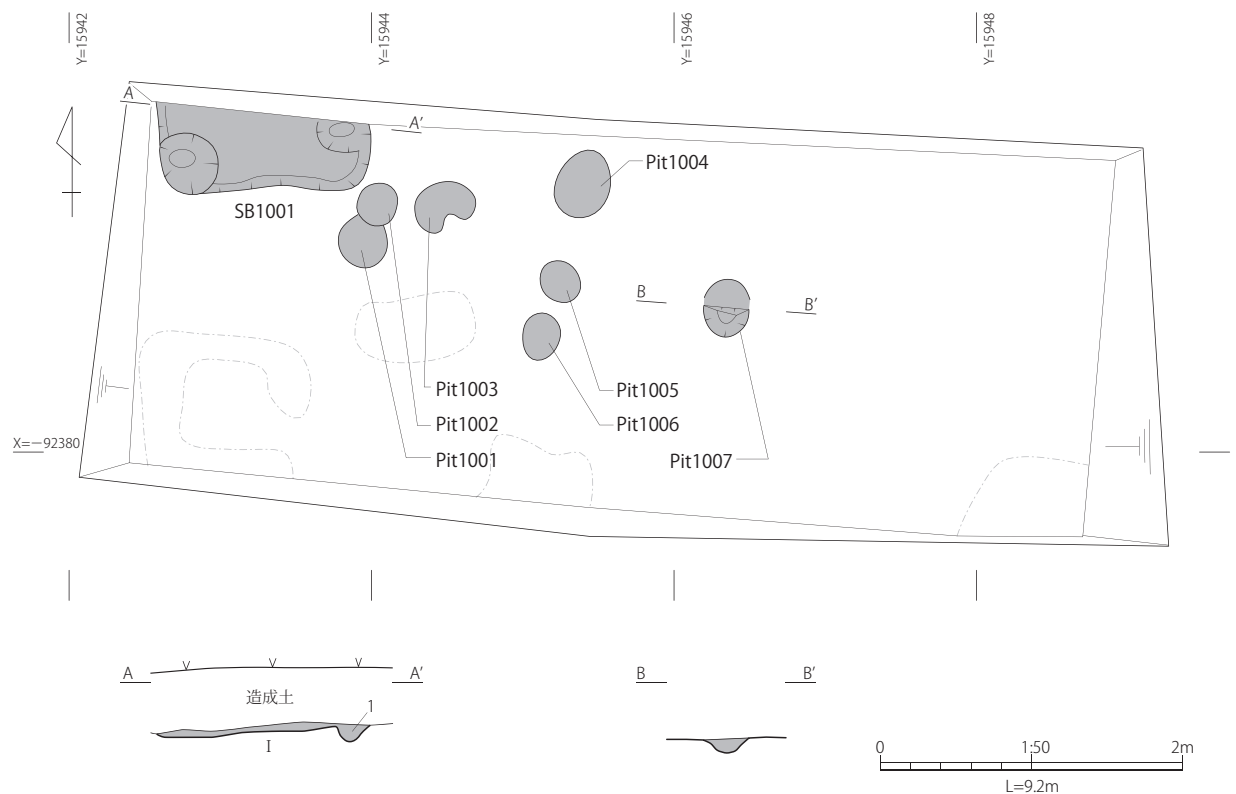 Y=15942
Y=15944
Y=15946
Y=15948
A
A′
Pit1004
SB1001
B
B′
Pit1003
Pit1005
Pit1002
Pit1006
X=−92380
Pit1001
Pit1007
A
A′
B
B′
造成土
1
I
0
1:50
2m
L=9.2m